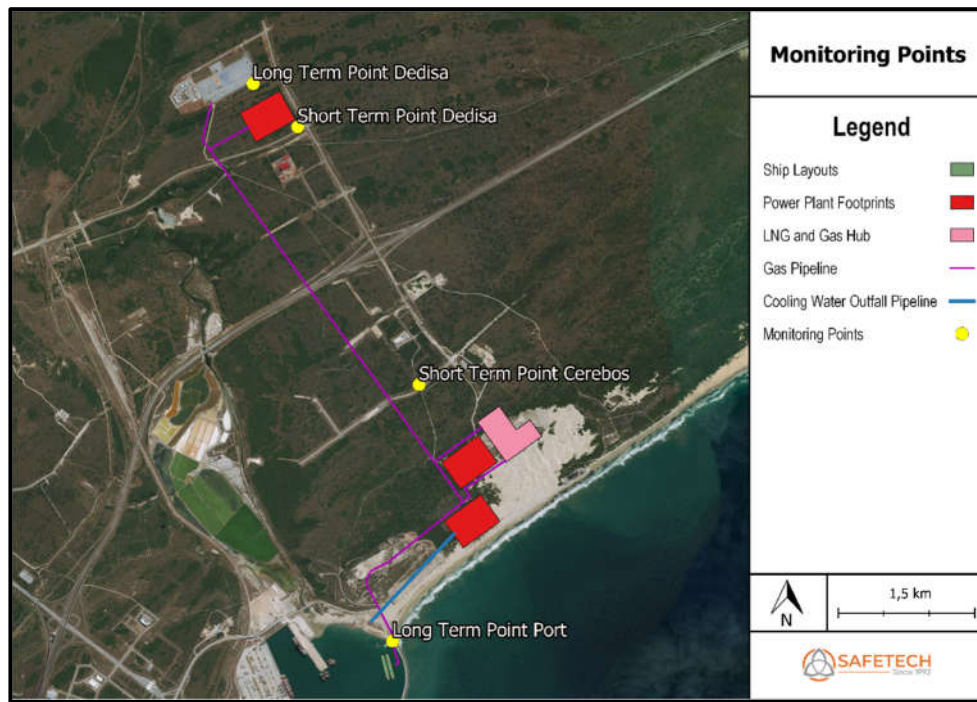 Long Term Point Dedisa
Short Term Point Dedisa
Short Term Point Cerebos
Long Term Point Port
Monitoring Points
Legend
Ship Layouts
Power Plant Footprints
LNG and Gas Hub
Gas Pipeline
Cooling Water Outfall Pipeline
Monitoring Points
N
1,5 km
SAFETECH
Since 1992